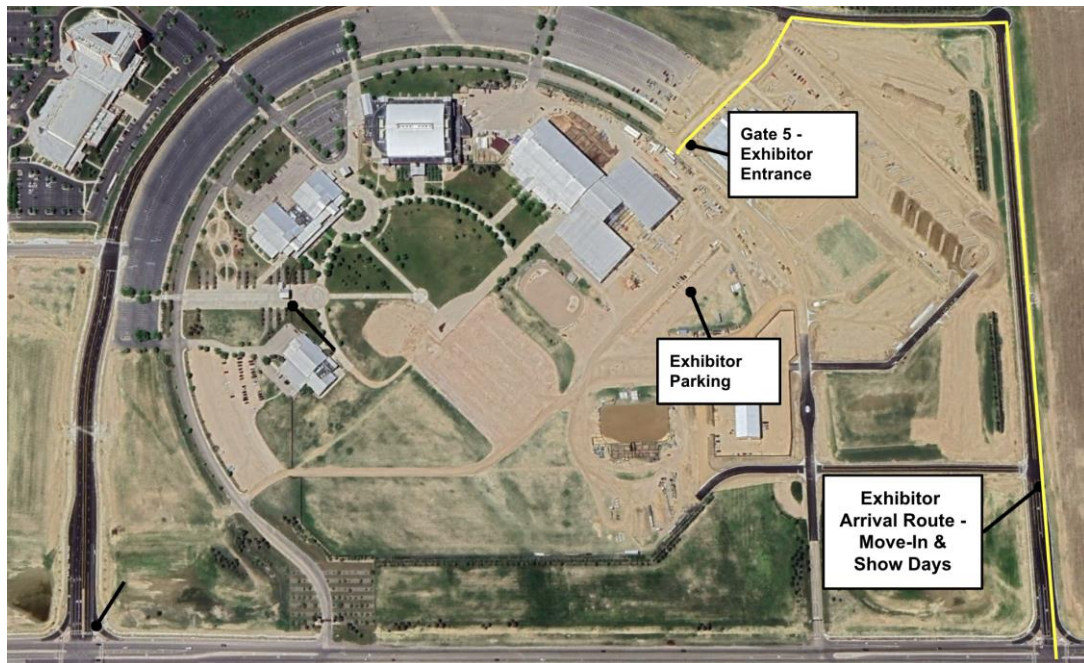 Gate 5 -
Exhibitor
Entrance
Exhibitor
Parking
Exhibitor
Arrival Route -
Move-In &
Show Days